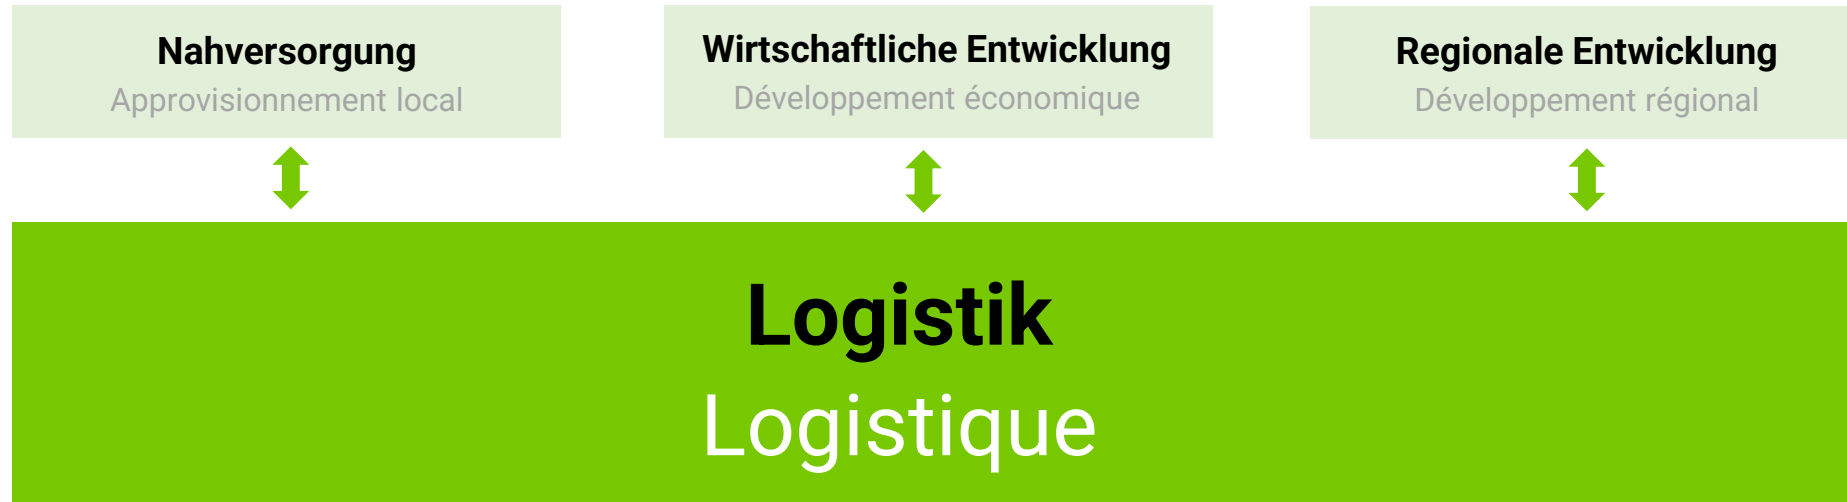 Nahversorgung
Approvisionnement local
Wirtschaftliche Entwicklung
Développement économique
Regionale Entwicklung
Développement régional
Logistik
Logistique